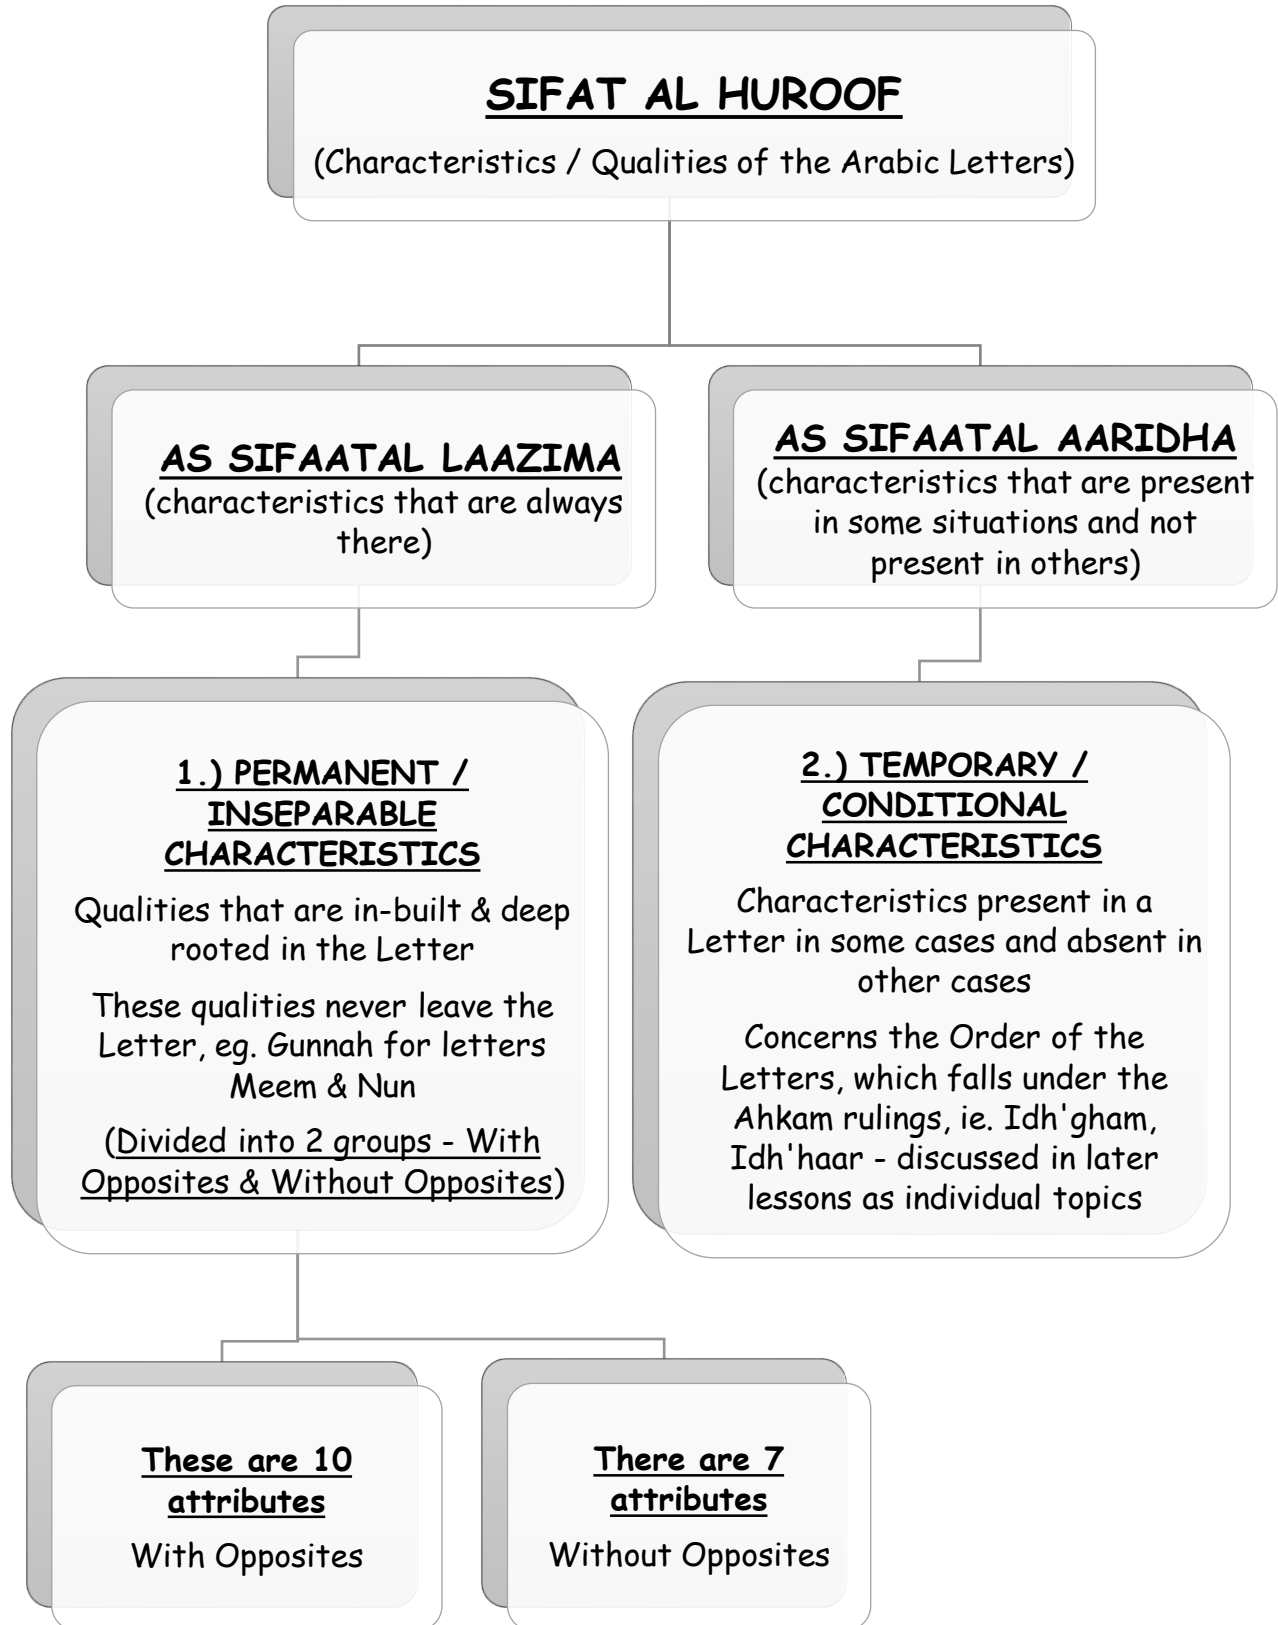 SIFAT AL HUROOF
(Characteristics / Qualities of the Arabic Letters)
AS SIFAATAL LAAZIMA
(characteristics that are always
there)
AS SIFAATAL AARIDHA
(characteristics that are present
in some situations and not
present in others)
1.) PERMANENT /
INSEPARABLE
CHARACTERISTICS
Qualities that are in-built & deep
rooted in the Letter
These qualities never leave the
Letter, eg. Gunnah for letters
Meem & Nun
(Divided into 2 groups - With
Opposites & Without Opposites)
2.) TEMPORARY /
CONDITIONAL
CHARACTERISTICS
Characteristics present in a
Letter in some cases and absent in
other cases
Concerns the Order of the
Letters, which falls under the
Ahkam rulings, ie. Idh'gham,
Idh'haar - discussed in later
lessons as individual topics
These are 10
attributes
With Opposites
There are 7
attributes
Without Opposites